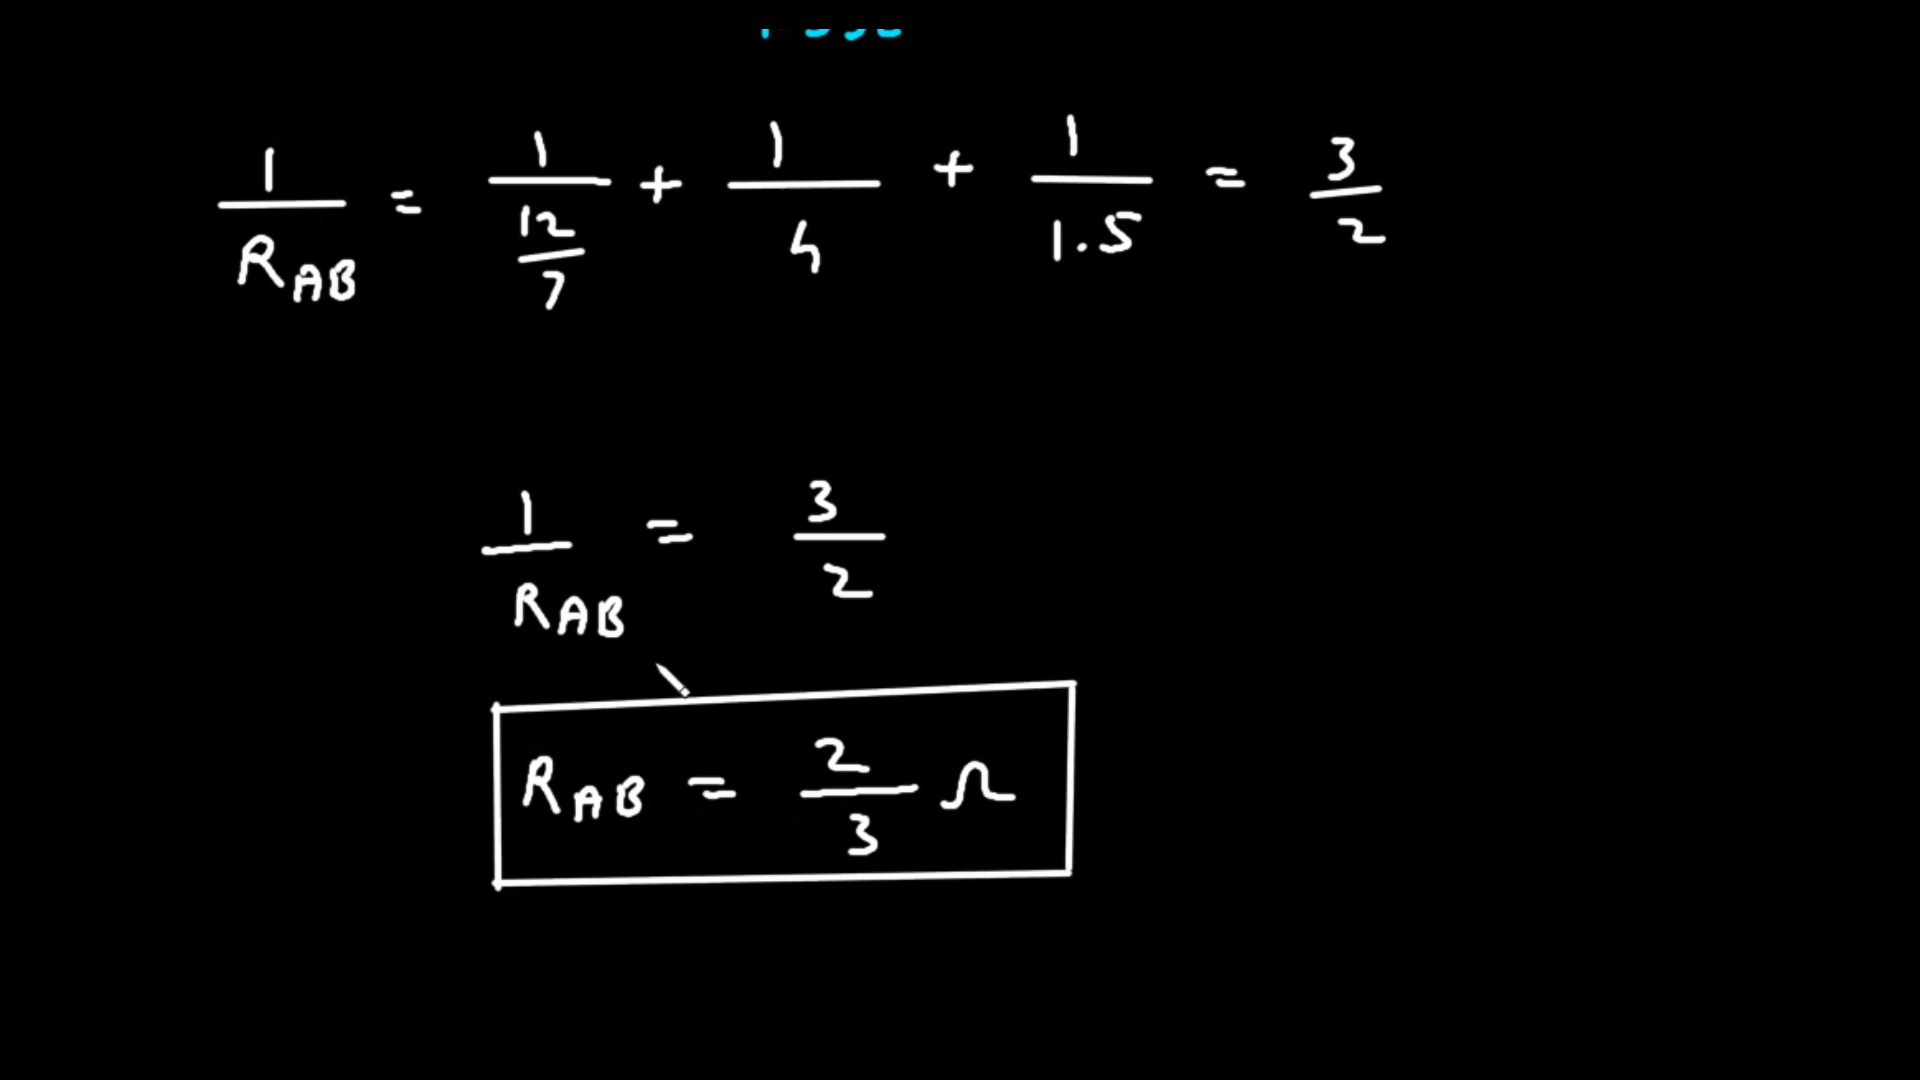 1/R_AB = 1/(12/7) + 1/4 + 1/1.5 = 3/2
1/R_AB = 3/2
R_AB = 2/3 Ω